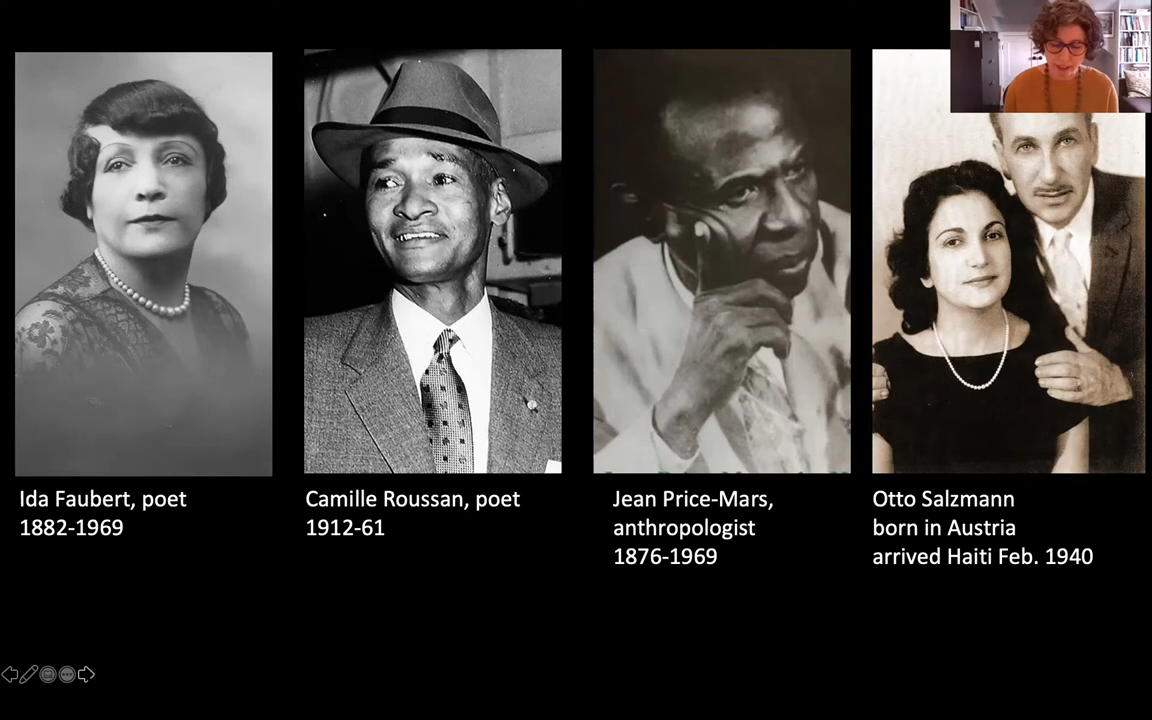 Ida Faubert, poet
1882-1969
Camille Roussan, poet
1912-61
Jean Price-Mars,
anthropologist
1876-1969
Otto Salzmann
born in Austria
arrived Haiti Feb. 1940